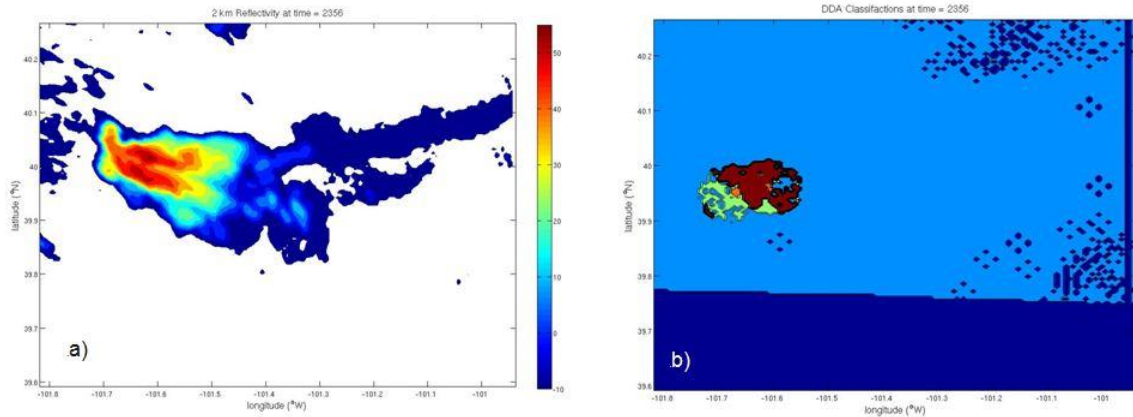 2 km Reflectivity at time = 2356
40.2
40.1
40
39.9
39.8
39.7
39.6
latitude (°N)
-101.8 -101.7 -101.6 -101.5 -101.4 -101.3 -101.2 -101.1 -101
longitude (°W)
50
40
30
20
10
0
-10
a)
DDA Classifactions at time = 2356
40.2
40.1
40
39.9
39.8
39.7
39.6
latitude (°N)
-101.8 -101.7 -101.6 -101.5 -101.4 -101.3 -101.2 -101.1 -101
longitude (°W)
b)